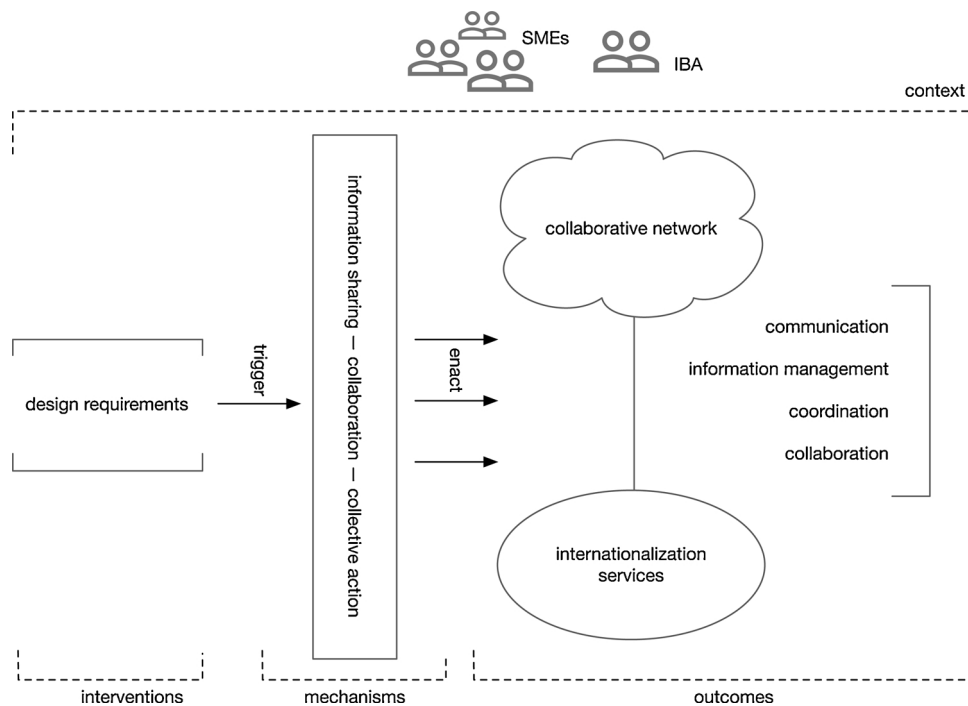 SMEs
IBA
context
information sharing — collaboration — collective action
collaborative network
communication
information management
coordination
collaboration
design requirements
trigger
enact
internationalization
services
interventions
mechanisms
outcomes